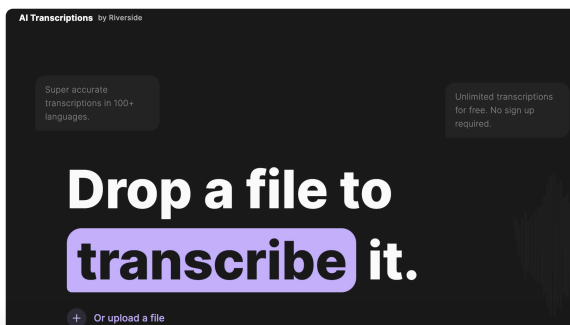 AI Transcriptions by Riverside
Super accurate
transcriptions in 100+
languages.
Unlimited transcriptions
for free. No sign up
required.
Drop a file to
transcribe it.
+ Or upload a file